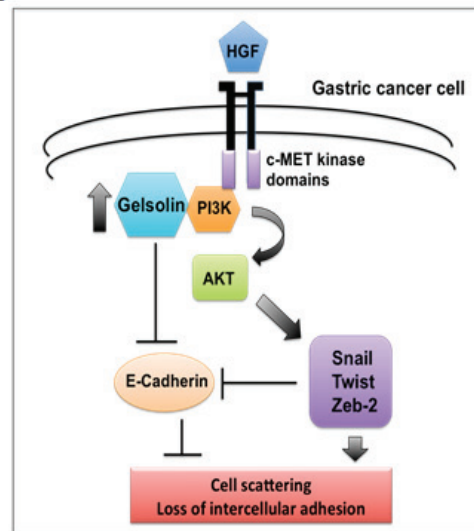 HGF
Gastric cancer cell
c-MET kinase
domains
Gelsolin
PI3K
AKT
Snail
Twist
Zeb-2
E-Cadherin
Cell scattering
Loss of intercellular adhesion